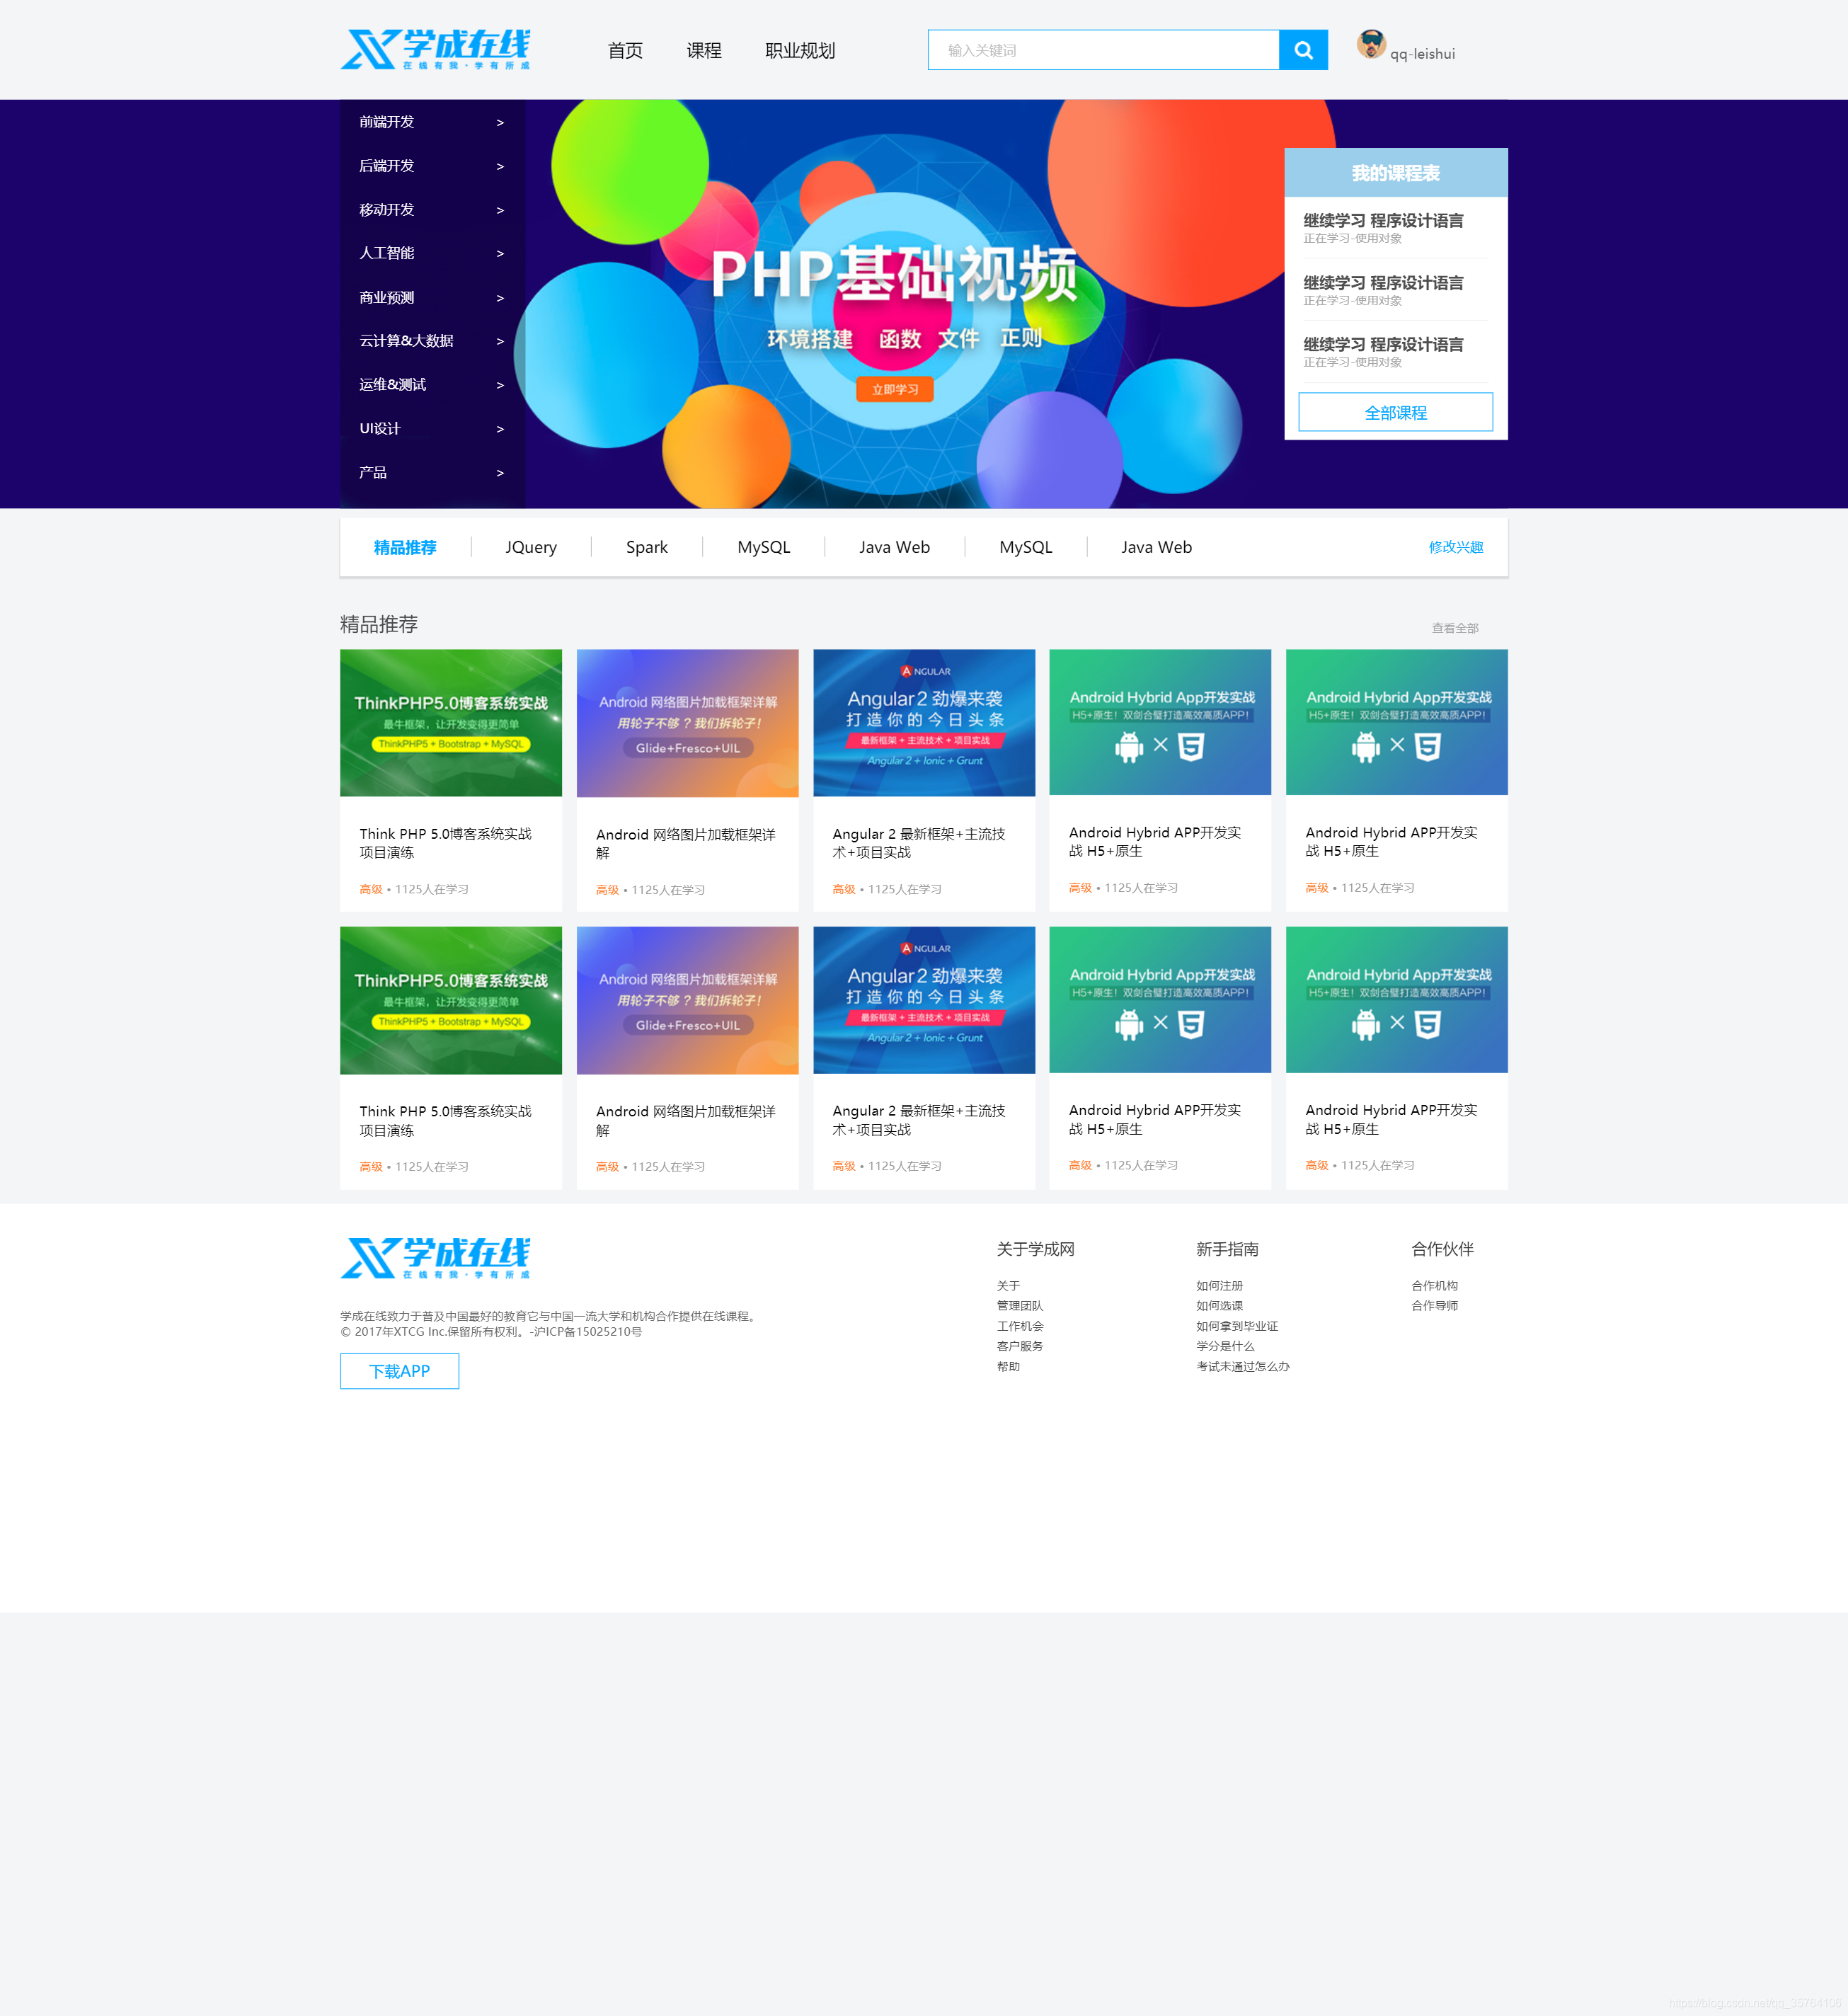 学成在线
在线有我·学有所成
首页 课程 职业规划
输入关键词
qq-leishui
前端开发 >
后端开发 >
移动开发 >
人工智能 >
商业预测 >
云计算&大数据 >
运维&测试 >
UI设计 >
产品 >
PHP基础视频
环境搭建 函数 文件 正则
立即学习
我的课程表
继续学习 程序设计语言
正在学习-使用对象
继续学习 程序设计语言
正在学习-使用对象
继续学习 程序设计语言
正在学习-使用对象
全部课程
精品推荐 JQuery Spark MySQL Java Web MySQL Java Web 修改兴趣
精品推荐 查看全部
ThinkPHP5.0博客系统实战
最牛框架，让开发变得更简单
ThinkPHP5 + Bootstrap + MySQL
Think PHP 5.0博客系统实战
项目演练
高级 • 1125人在学习
Android 网络图片加载框架详解
用轮子不够？我们拆轮子！
Glide+Fresco+UIL
Android 网络图片加载框架详
解
高级 • 1125人在学习
ANGULAR
Angular2 劲爆来袭
打造你的今日头条
最新框架 + 主流技术 + 项目实战
Angular 2 + Ionic + Grunt
Angular 2 最新框架+主流技
术+项目实战
高级 • 1125人在学习
Android Hybrid App开发实战
H5+原生！双剑合璧打造高效高质APP！
Android Hybrid APP开发实
战 H5+原生
高级 • 1125人在学习
Android Hybrid App开发实战
H5+原生！双剑合璧打造高效高质APP！
Android Hybrid APP开发实
战 H5+原生
高级 • 1125人在学习
ThinkPHP5.0博客系统实战
最牛框架，让开发变得更简单
ThinkPHP5 + Bootstrap + MySQL
Think PHP 5.0博客系统实战
项目演练
高级 • 1125人在学习
Android 网络图片加载框架详解
用轮子不够？我们拆轮子！
Glide+Fresco+UIL
Android 网络图片加载框架详
解
高级 • 1125人在学习
ANGULAR
Angular2 劲爆来袭
打造你的今日头条
最新框架 + 主流技术 + 项目实战
Angular 2 + Ionic + Grunt
Angular 2 最新框架+主流技
术+项目实战
高级 • 1125人在学习
Android Hybrid App开发实战
H5+原生！双剑合璧打造高效高质APP！
Android Hybrid APP开发实
战 H5+原生
高级 • 1125人在学习
Android Hybrid App开发实战
H5+原生！双剑合璧打造高效高质APP！
Android Hybrid APP开发实
战 H5+原生
高级 • 1125人在学习
学成在线
在线有我·学有所成
学成在线致力于普及中国最好的教育它与中国一流大学和机构合作提供在线课程。
© 2017年XTCG Inc.保留所有权利。-沪ICP备15025210号
下载APP
关于学成网
关于
管理团队
工作机会
客户服务
帮助
新手指南
如何注册
如何选课
如何拿到毕业证
学分是什么
考试未通过怎么办
合作伙伴
合作机构
合作导师